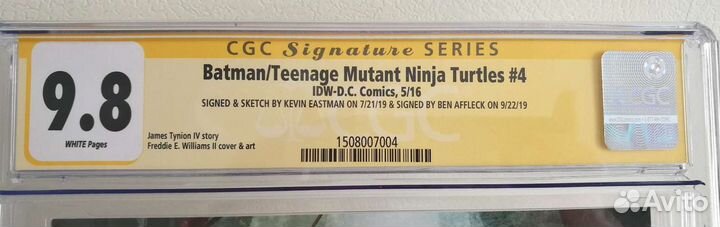 CGC Signature SERIES
Batman/Teenage Mutant Ninja Turtles #4
IDW-D.C. Comics, 5/16
SIGNED & SKETCH BY KEVIN EASTMAN ON 7/21/19 & SIGNED BY BEN AFFLECK ON 9/22/19
9.8
WHITE Pages
James Tynion IV story
Freddie E. Williams II cover & art
1508007004
CGC
CGC
Avito